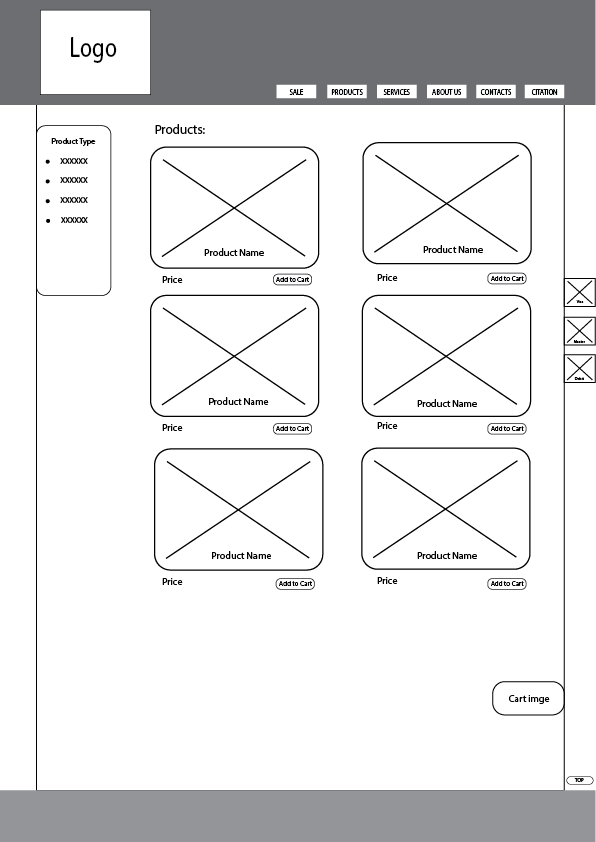 Logo
SALE
PRODUCTS
SERVICES
ABOUT US
CONTACTS
CITATION
Product Type
XXXXXX
XXXXXX
XXXXXX
XXXXXX
Products:
Product Name
Product Name
Price
Add to Cart
Price
Add to Cart
Product Name
Product Name
Price
Add to Cart
Price
Add to Cart
Product Name
Product Name
Price
Add to Cart
Price
Add to Cart
Visa
Master
Cart imge
TOP